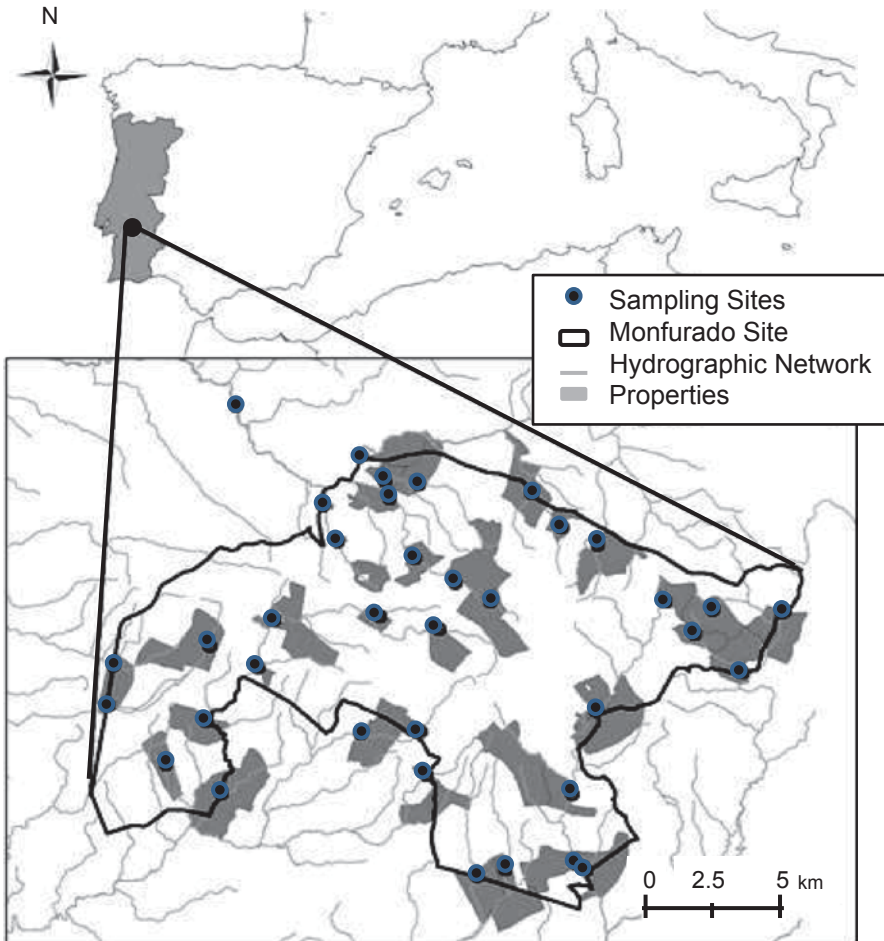 N
Sampling Sites
Monfurado Site
Hydrographic Network
Properties
0 2.5 5 km